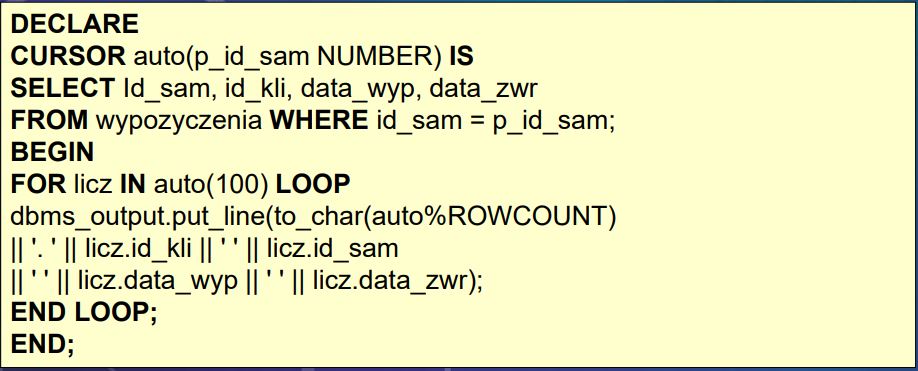 DECLARE
CURSOR auto(p_id_sam NUMBER) IS
SELECT Id_sam, id_kli, data_wyp, data_zwr
FROM wypozyczenia WHERE id_sam = p_id_sam;
BEGIN
FOR licz IN auto(100) LOOP
dbms_output.put_line(to_char(auto%ROWCOUNT)
|| '. ' || licz.id_kli || ' ' || licz.id_sam
|| ' ' || licz.data_wyp || ' ' || licz.data_zwr);
END LOOP;
END;